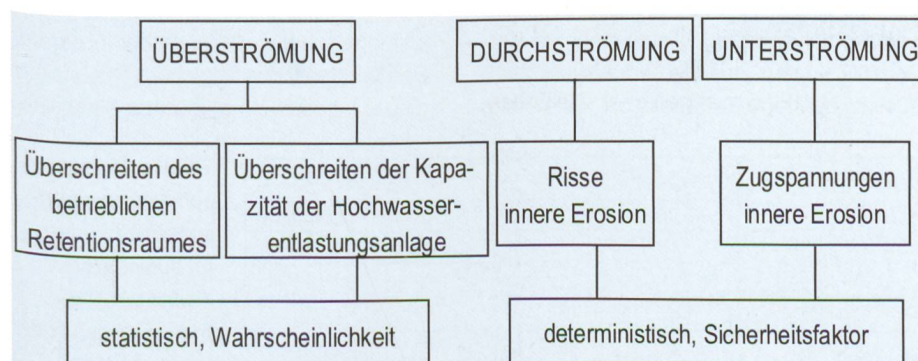 ÜBERSTRÖMUNG
DURCHSTRÖMUNG
UNTERSTRÖMUNG
Überschreiten des
betrieblichen
Retentionsraumes
Überschreiten der Kapa-
zität der Hochwasser-
entlastungsanlage
Risse
innere Erosion
Zugspannungen
innere Erosion
statistisch, Wahrscheinlichkeit
deterministisch, Sicherheitsfaktor